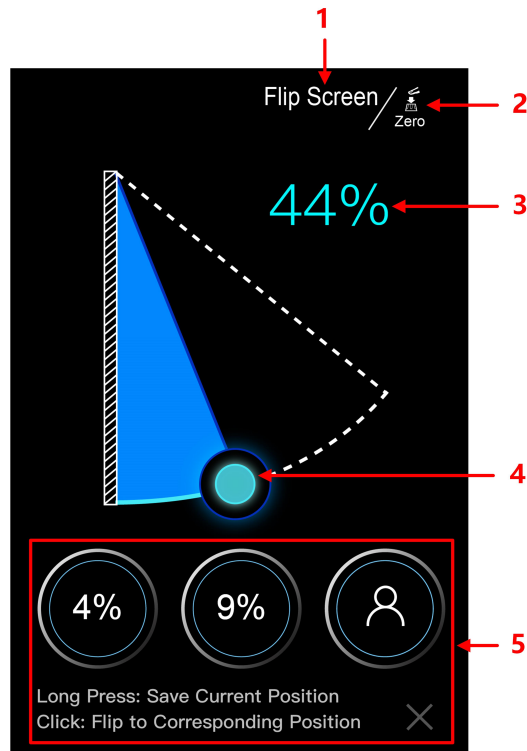 1
Flip Screen
2
Zero
44%
3
4
4%
9%
5
Long Press: Save Current Position
Click: Flip to Corresponding Position